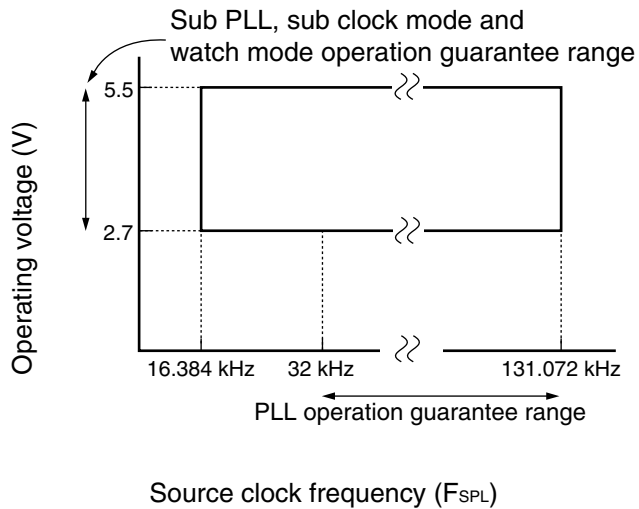 Sub PLL, sub clock mode and
watch mode operation guarantee range
Operating voltage (V)
5.5
2.7
16.384 kHz
32 kHz
131.072 kHz
PLL operation guarantee range
Source clock frequency (FSPL)